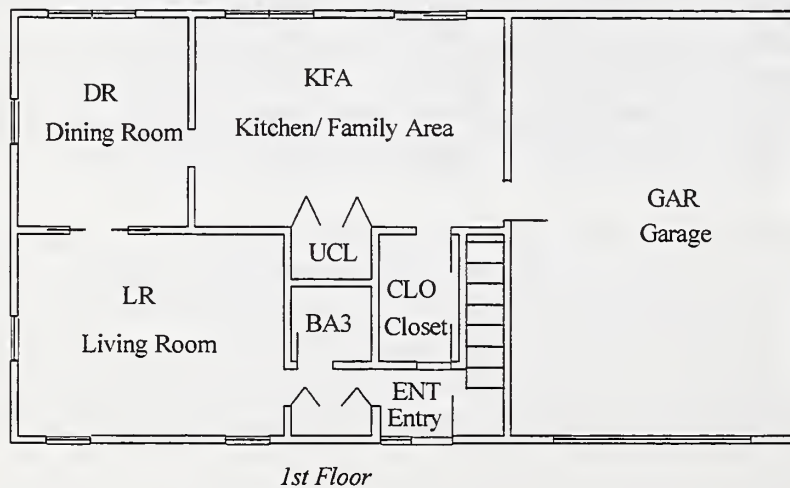 DR
Dining Room
KFA
Kitchen/ Family Area
GAR
Garage
UCL
LR
Living Room
BA3
CLO
Closet
ENT
Entry
1st Floor